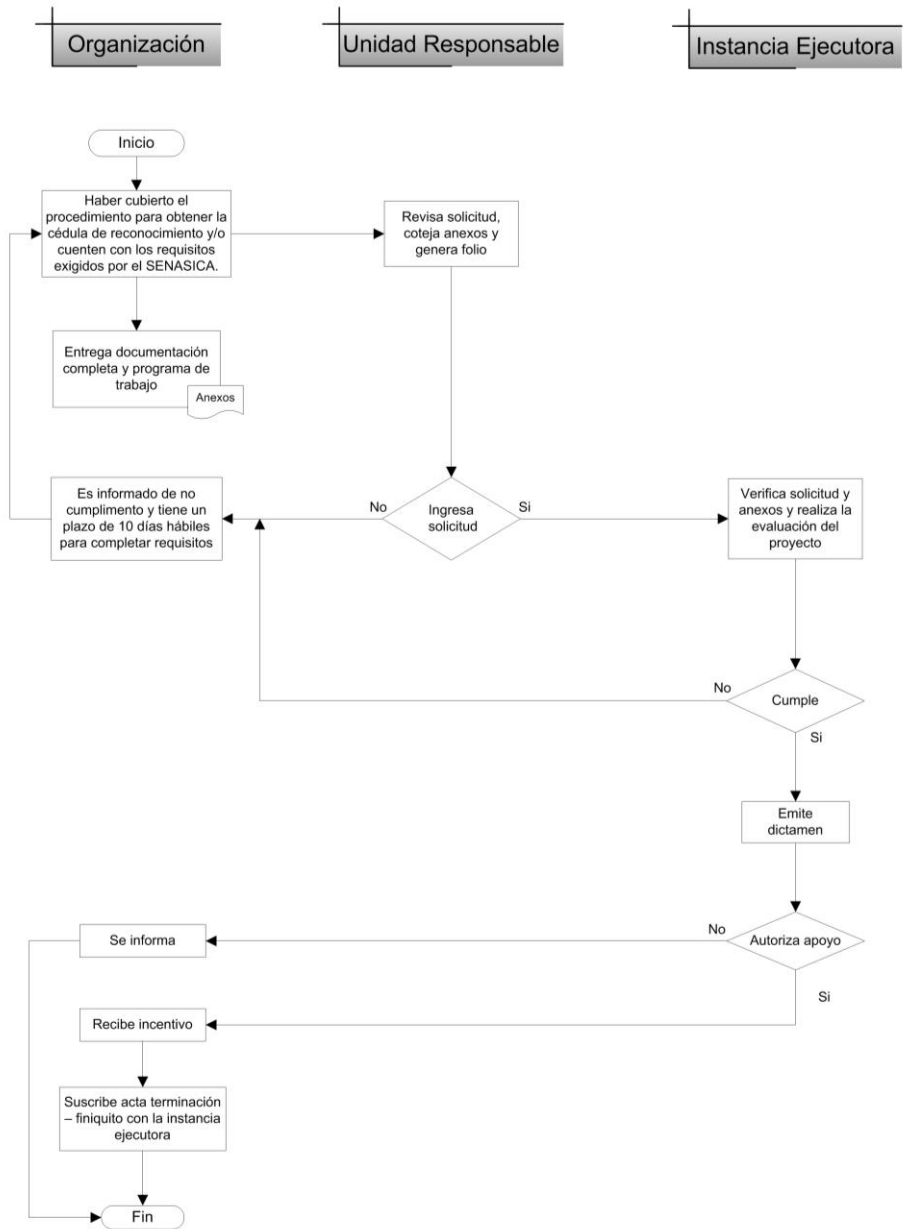 Organización
Unidad Responsable
Instancia Ejecutora
Inicio
Haber cubierto el
procedimiento para obtener la
cédula de reconocimiento y/o
cuenten con los requisitos
exigidos por el SENASICA.
Revisa solicitud,
coteja anexos y
genera folio
Entrega documentación
completa y programa de
trabajo
Anexos
Es informado de no
cumplimento y tiene un
plazo de 10 días hábiles
para completar requisitos
No
Ingresa
solicitud
Si
Verifica solicitud y
anexos y realiza la
evaluación del
proyecto
No
Cumple
Si
Emite
dictamen
Se informa
No
Autoriza apoyo
Si
Recibe incentivo
Suscribe acta terminación
– finiquito con la instancia
ejecutora
Fin